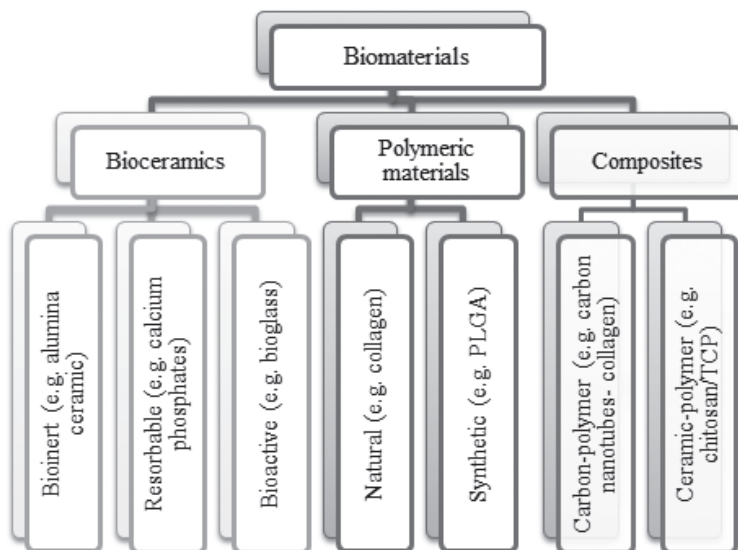 Biomaterials
Bioceramics
Polymeric
materials
Composites
Bioinert (e.g. alumina
ceramic)
Resorbable (e.g. calcium
phosphates)
Bioactive (e.g. bioglass)
Natural (e.g. collagen)
Synthetic (e.g. PLGA)
Carbon-polymer (e.g. carbon
nanotubes- collagen)
Ceramic-polymer (e.g.
chitosan/TCP)